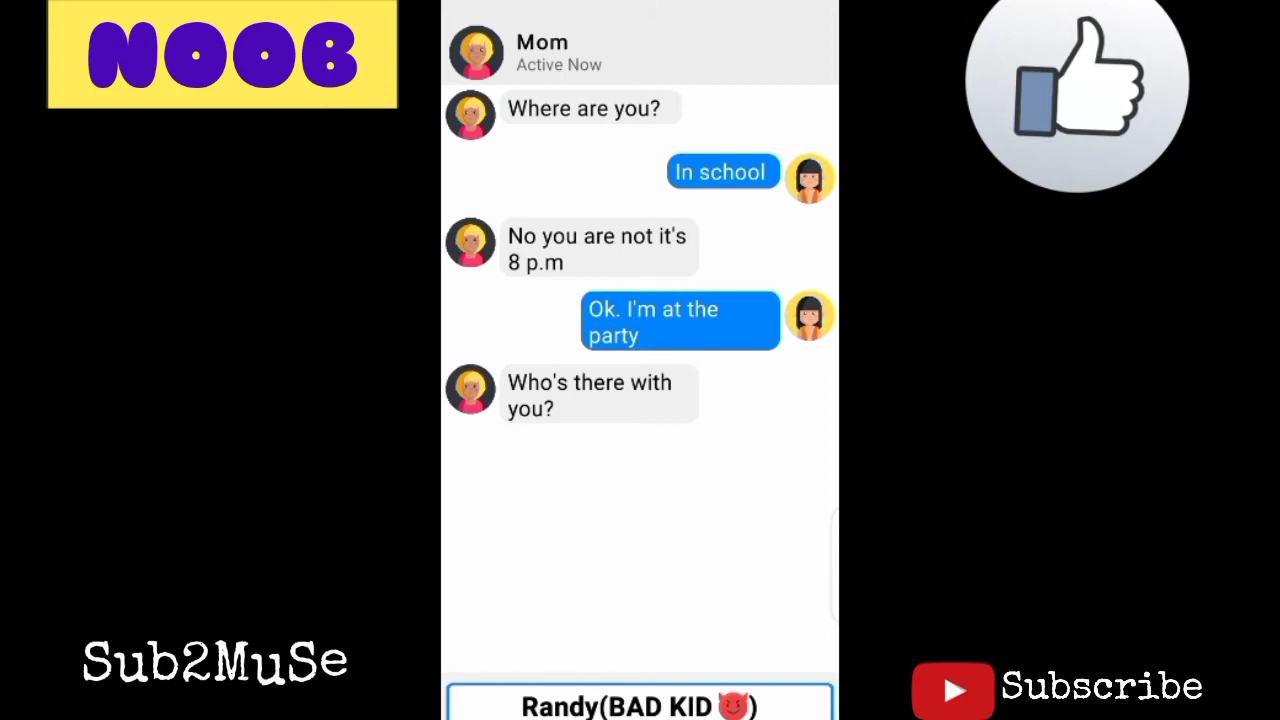 NOOB
Mom
Active Now
Where are you?
In school
No you are not it's
8 p.m
Ok. I'm at the
party
Who's there with
you?
Randy(BAD KID 😈)
Sub2MuSe
Subscribe